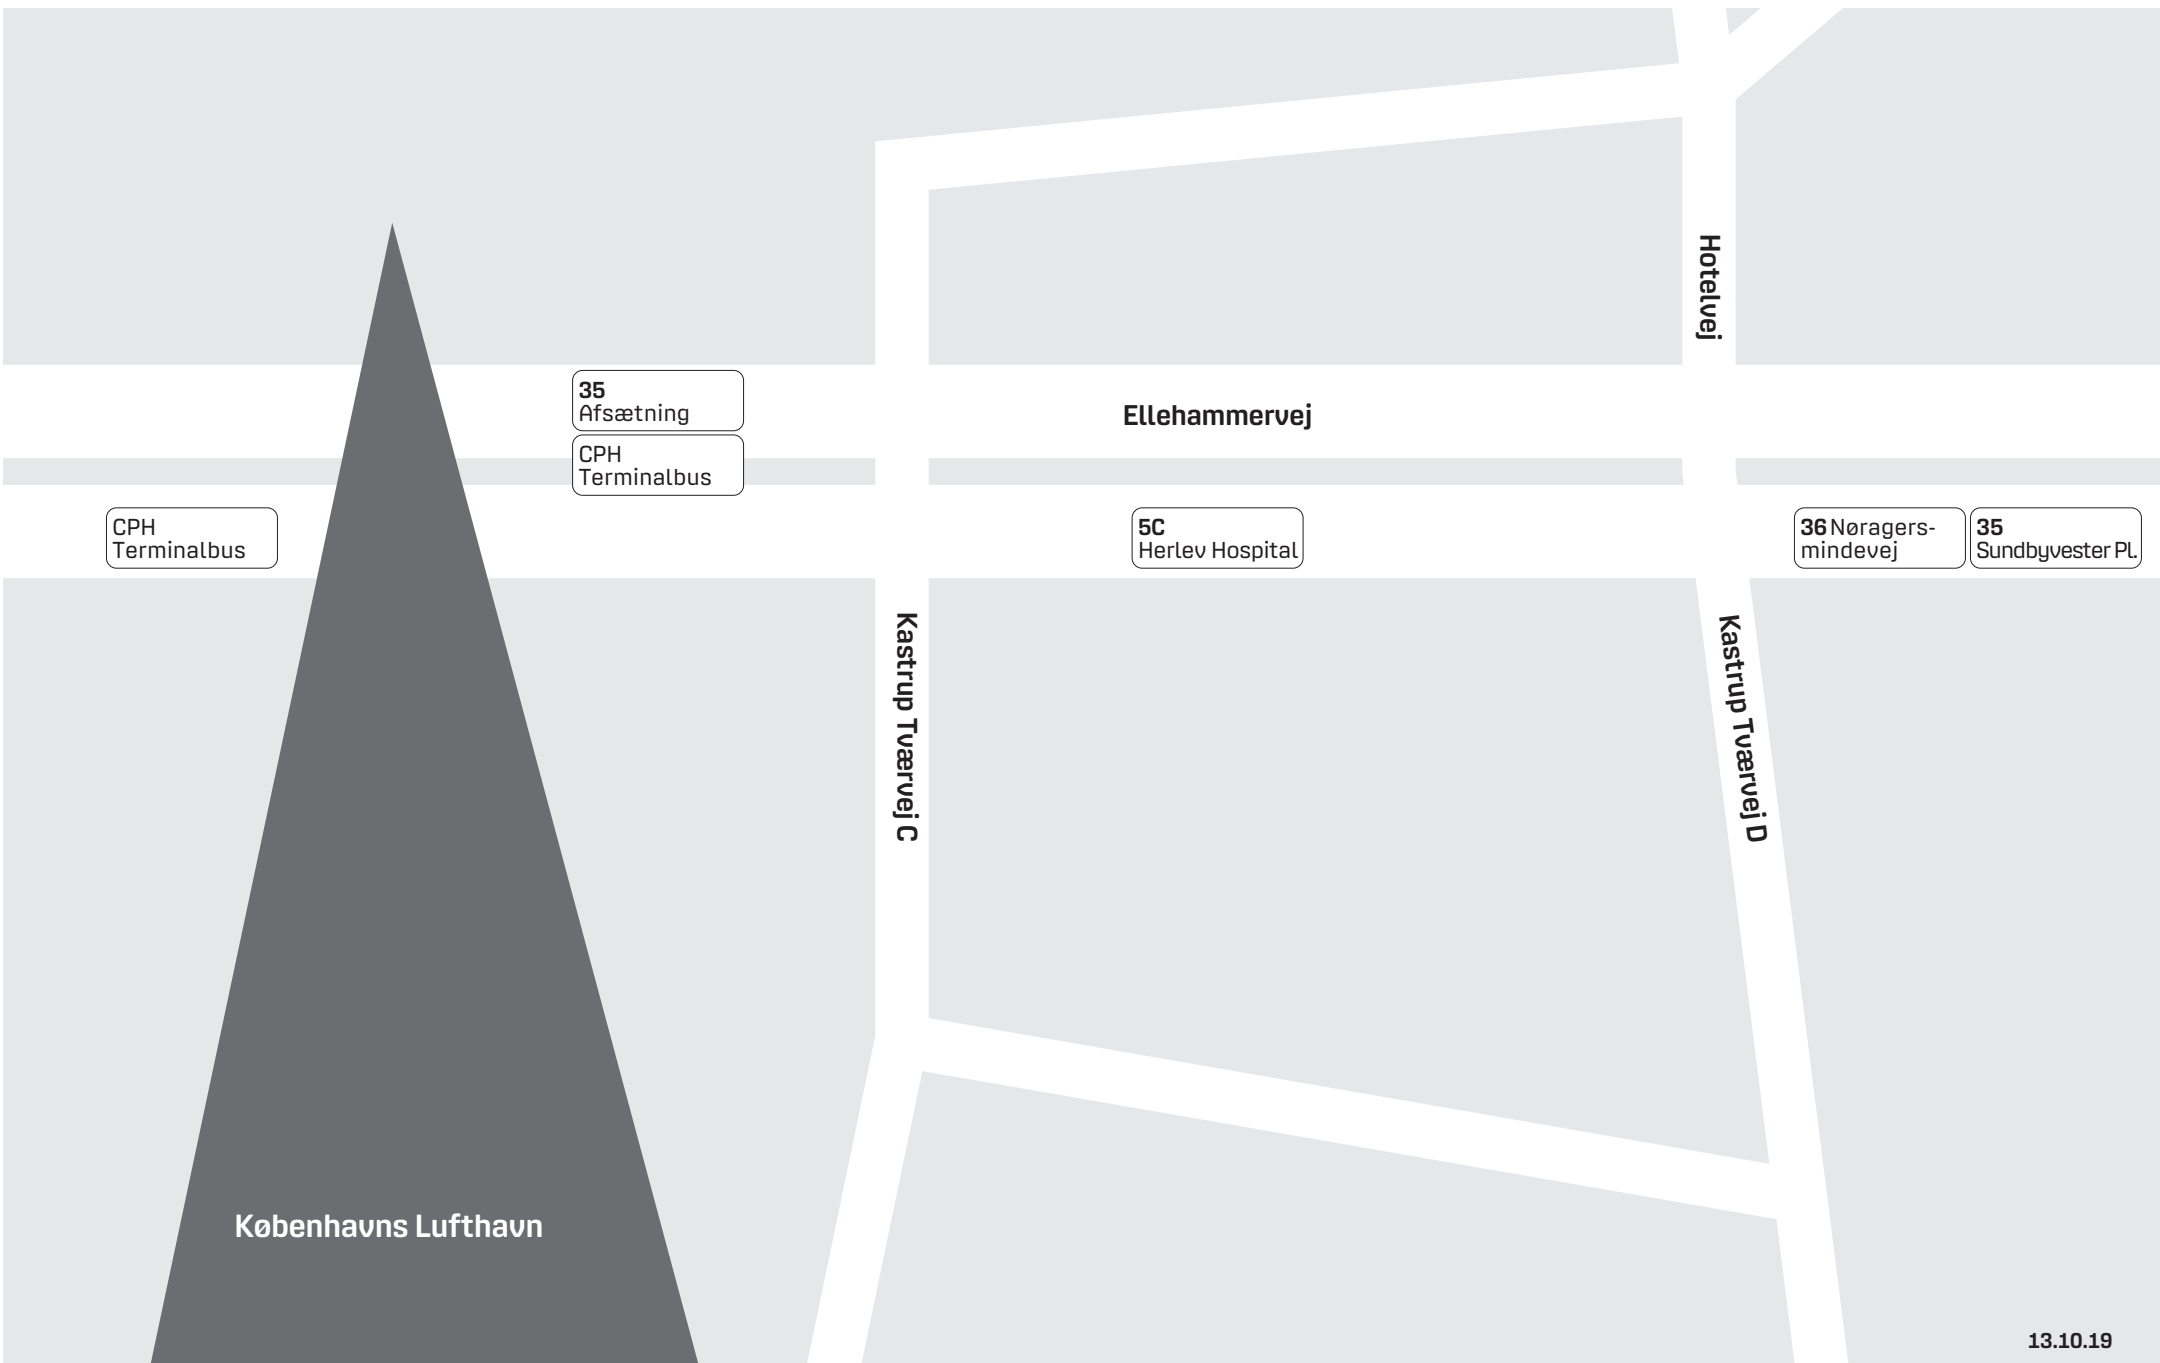 Hotelvej
35
Afsætning
Ellehammervej
CPH
Terminalbus
CPH
Terminalbus
5C
Herlev Hospital
36 Nøragers-
mindevej
35
Sundbyvester Pl.
Kastrup Tværvej C
Kastrup Tværvej D
Københavns Lufthavn
13.10.19